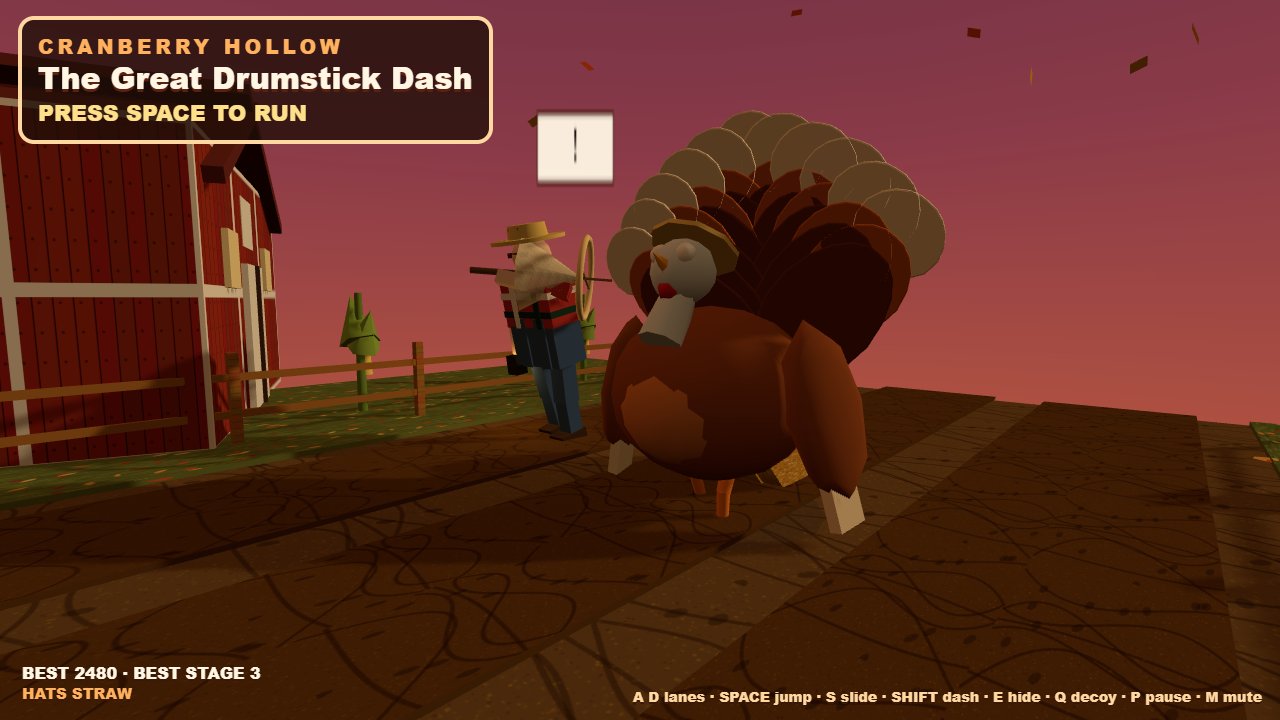 CRANBERRY HOLLOW
The Great Drumstick Dash
PRESS SPACE TO RUN
!
BEST 2480 · BEST STAGE 3
HATS STRAW
A D lanes · SPACE jump · S slide · SHIFT dash · E hide · Q decoy · P pause · M mute